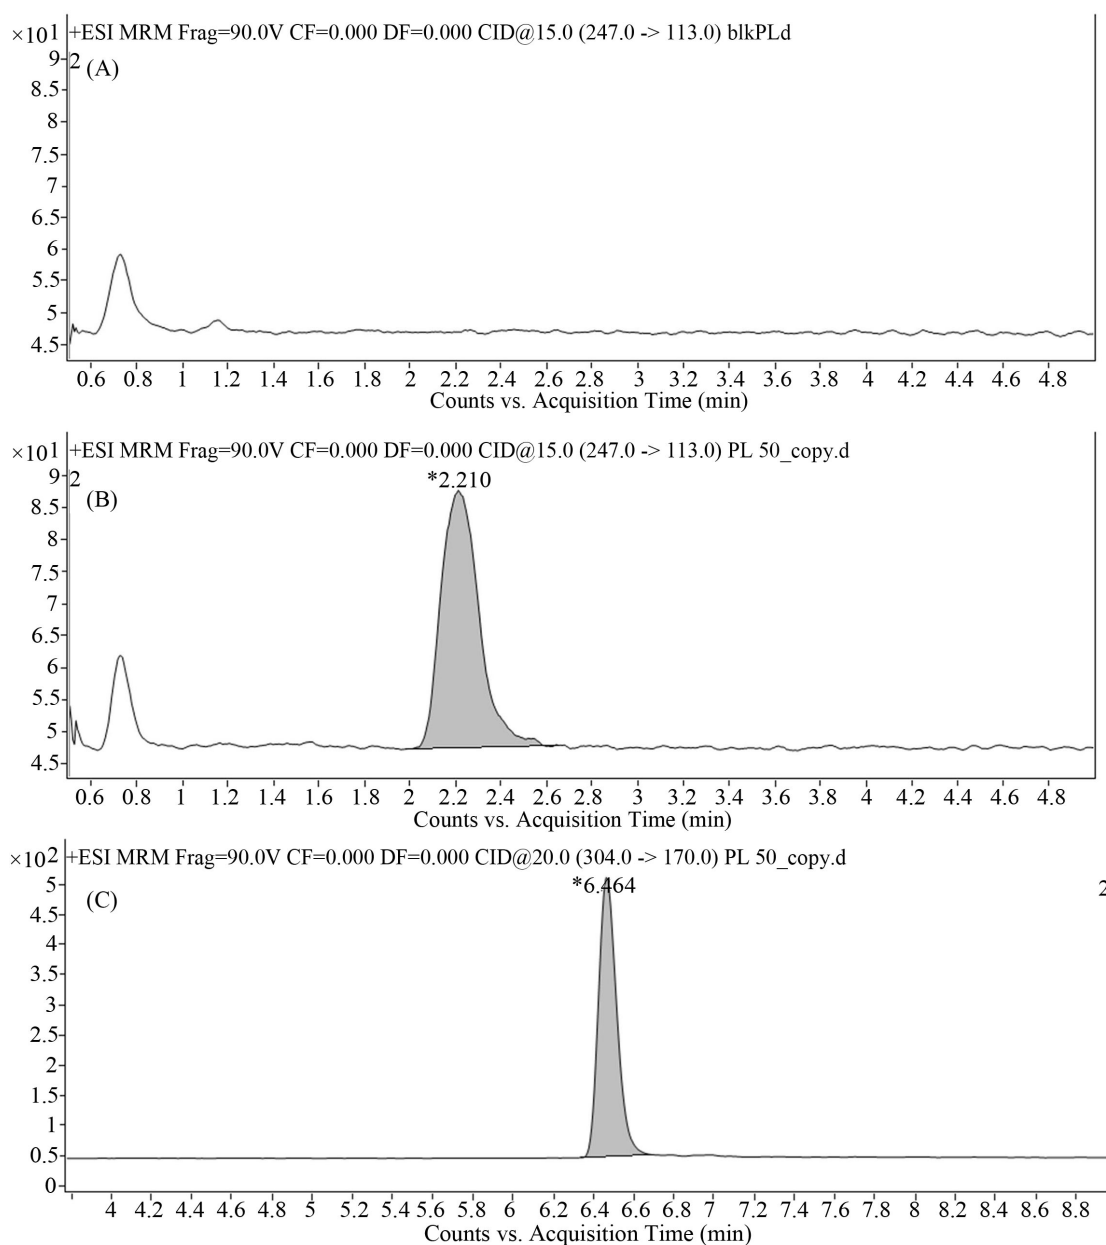 ×10 1 +ESI MRM Frag=90.0V CF=0.000 DF=0.000 CID@15.0 (247.0 -> 113.0) blkPLd
9 2 (A)
8.5
8
7.5
7
6.5
6
5.5
5
4.5
0.6 0.8 1 1.2 1.4 1.6 1.8 2 2.2 2.4 2.6 2.8 3 3.2 3.4 3.6 3.8 4 4.2 4.4 4.6 4.8
Counts vs. Acquisition Time (min)
×10 1 +ESI MRM Frag=90.0V CF=0.000 DF=0.000 CID@15.0 (247.0 -> 113.0) PL 50_copy.d
9 2 *2.210
(B)
8.5
8
7.5
7
6.5
6
5.5
5
4.5
0.6 0.8 1 1.2 1.4 1.6 1.8 2 2.2 2.4 2.6 2.8 3 3.2 3.4 3.6 3.8 4 4.2 4.4 4.6 4.8
Counts vs. Acquisition Time (min)
×10 2 +ESI MRM Frag=90.0V CF=0.000 DF=0.000 CID@20.0 (304.0 -> 170.0) PL 50_copy.d
5 *6.464 2
(C)
4.5
4
3.5
3
2.5
2
1.5
1
0.5
0
4 4.2 4.4 4.6 4.8 5 5.2 5.4 5.6 5.8 6 6.2 6.4 6.6 6.8 7 7.2 7.4 7.6 7.8 8 8.2 8.4 8.6 8.8
Counts vs. Acquisition Time (min)